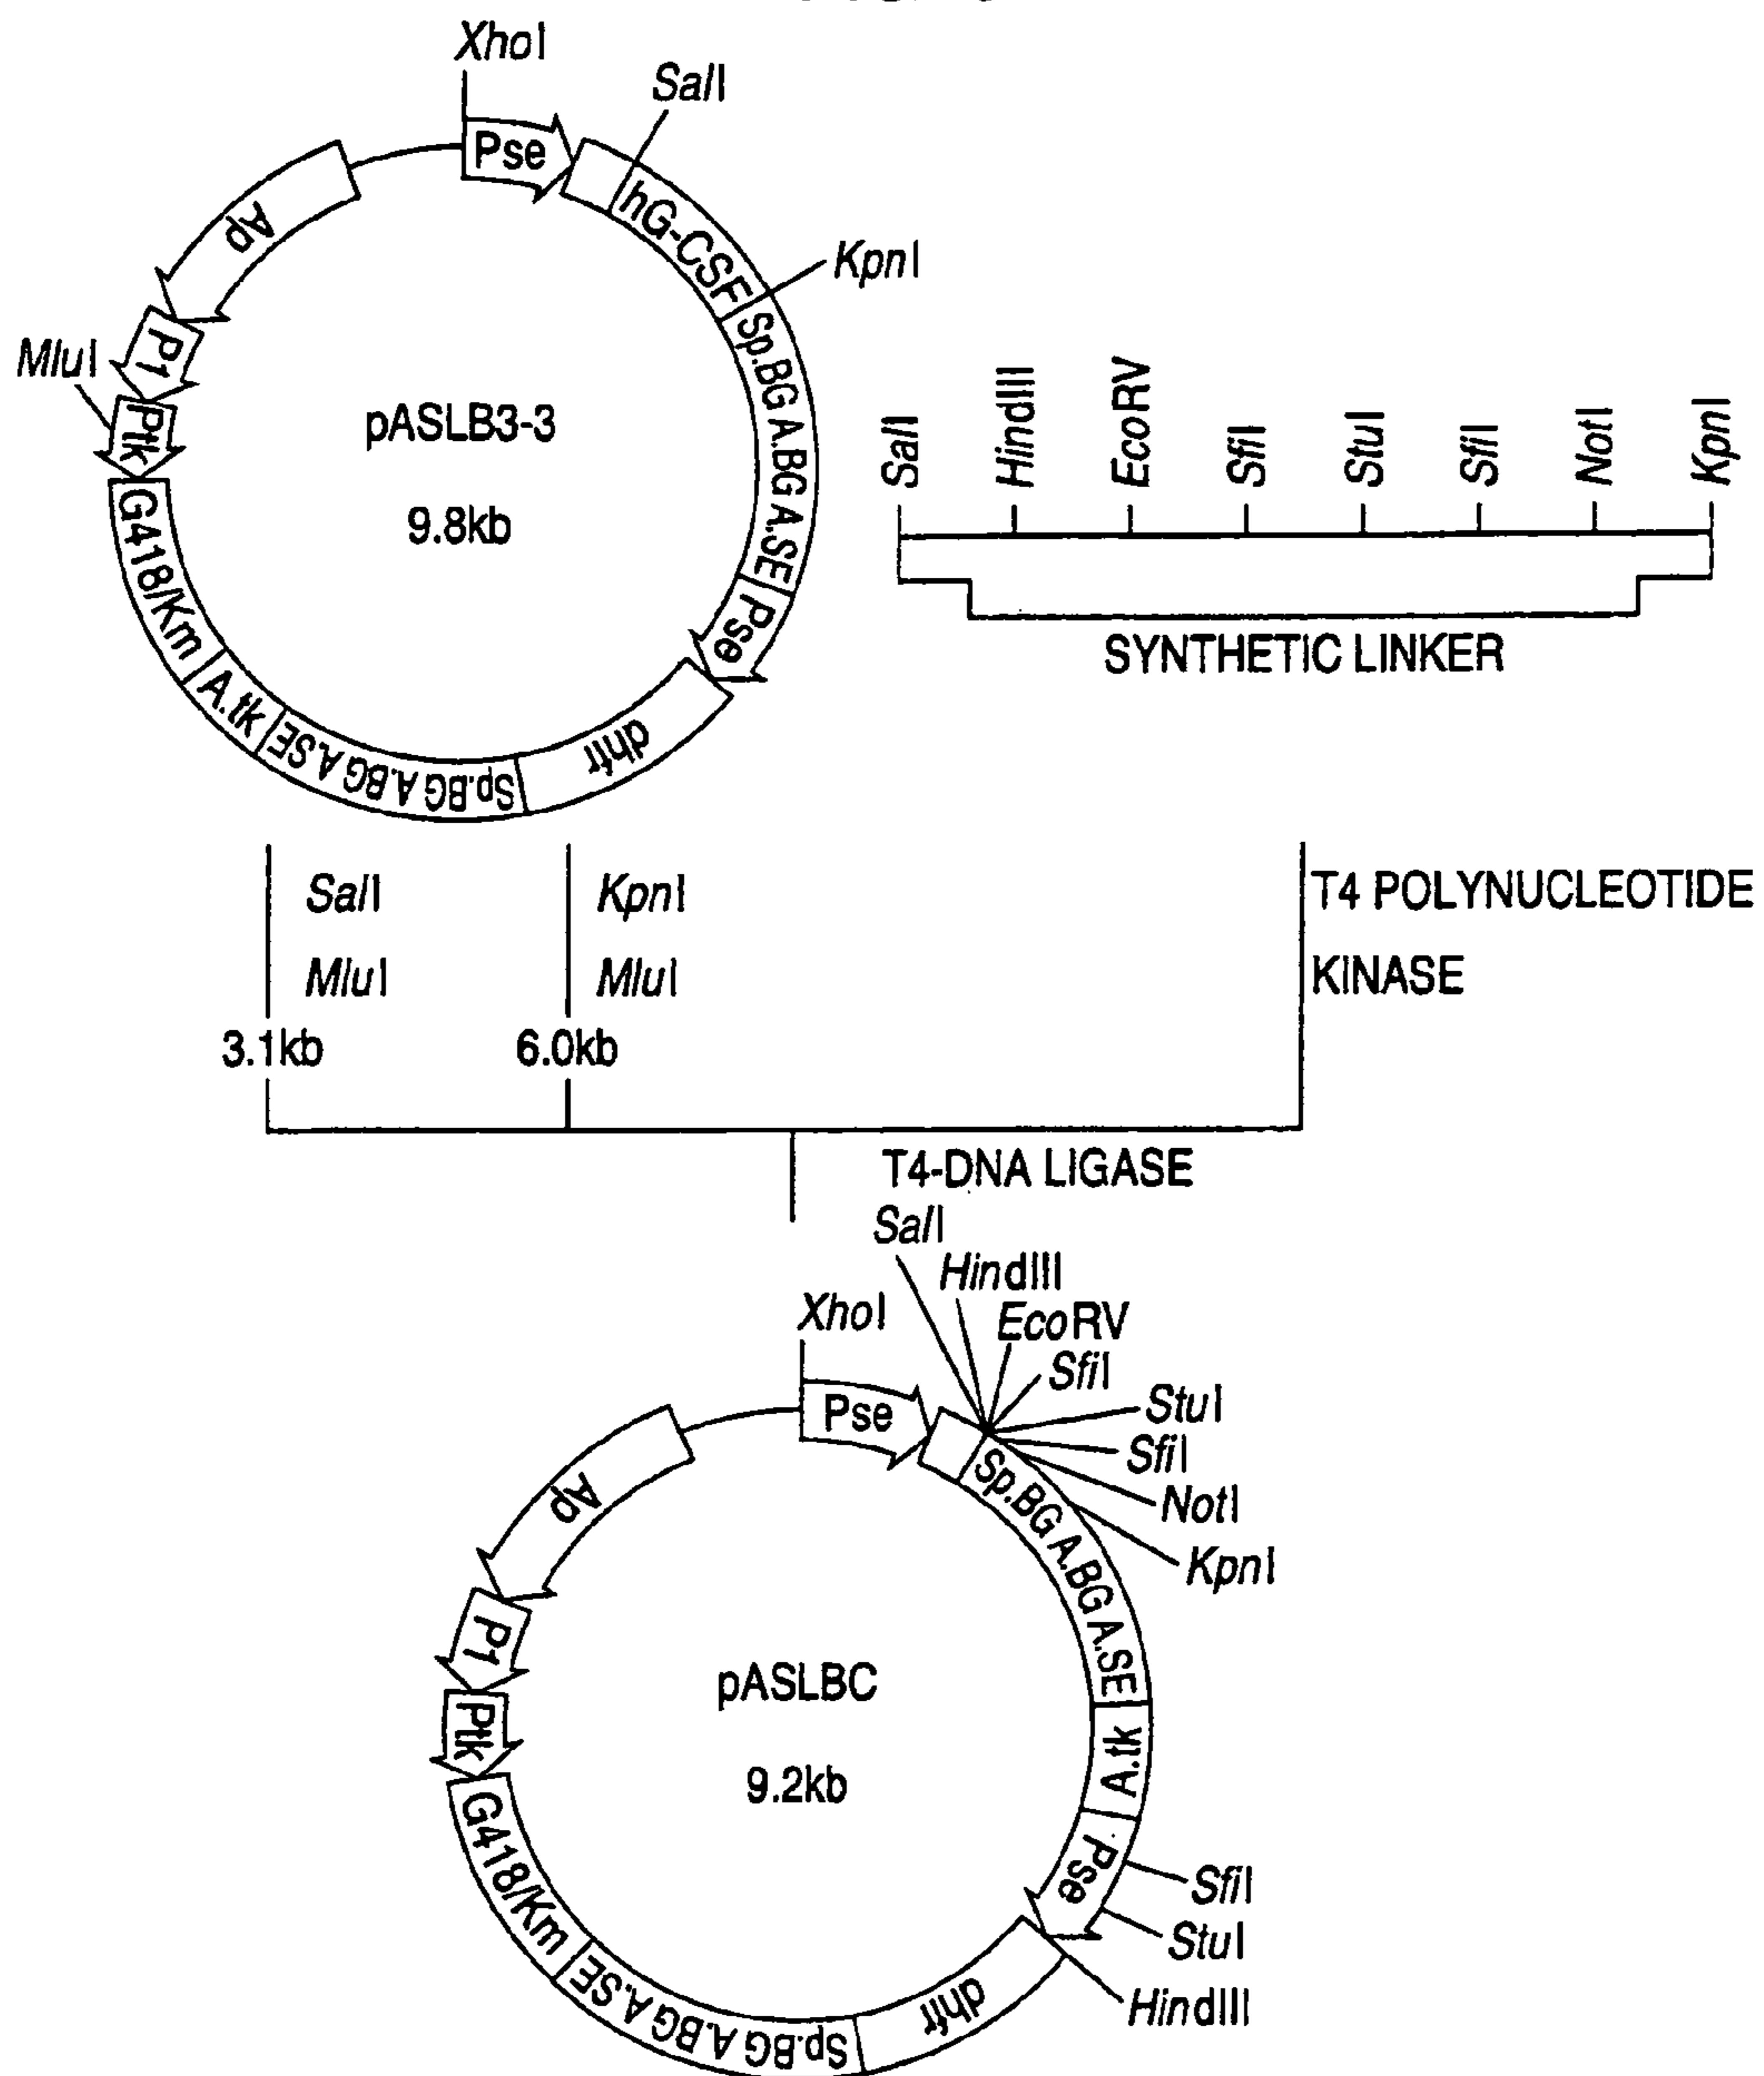 XhoI
SalI
Pse
hG-CSF
KpnI
Ap
P1
MluI
Ptk
pASLB3-3
9.8kb
Sp.BG A.BG A.SE
Pse
dhfr
Sp.BG A.BG A.SE
A.tk
G418/Km
SalI
HindIII
EcoRV
SfiI
StuI
SfiI
NotI
KpnI
SYNTHETIC LINKER
SalI
MluI
3.1kb
KpnI
MluI
6.0kb
T4 POLYNUCLEOTIDE
KINASE
T4-DNA LIGASE
SalI
HindIII
XhoI
EcoRV
SfiI
StuI
SfiI
NotI
KpnI
Pse
Sp.BG A.BG A.SE
Ap
P1
Ptk
pASLBC
9.2kb
A.tk
Pse
SfiI
StuI
HindIII
dhfr
Sp.BG A.BG A.SE
G418/Km